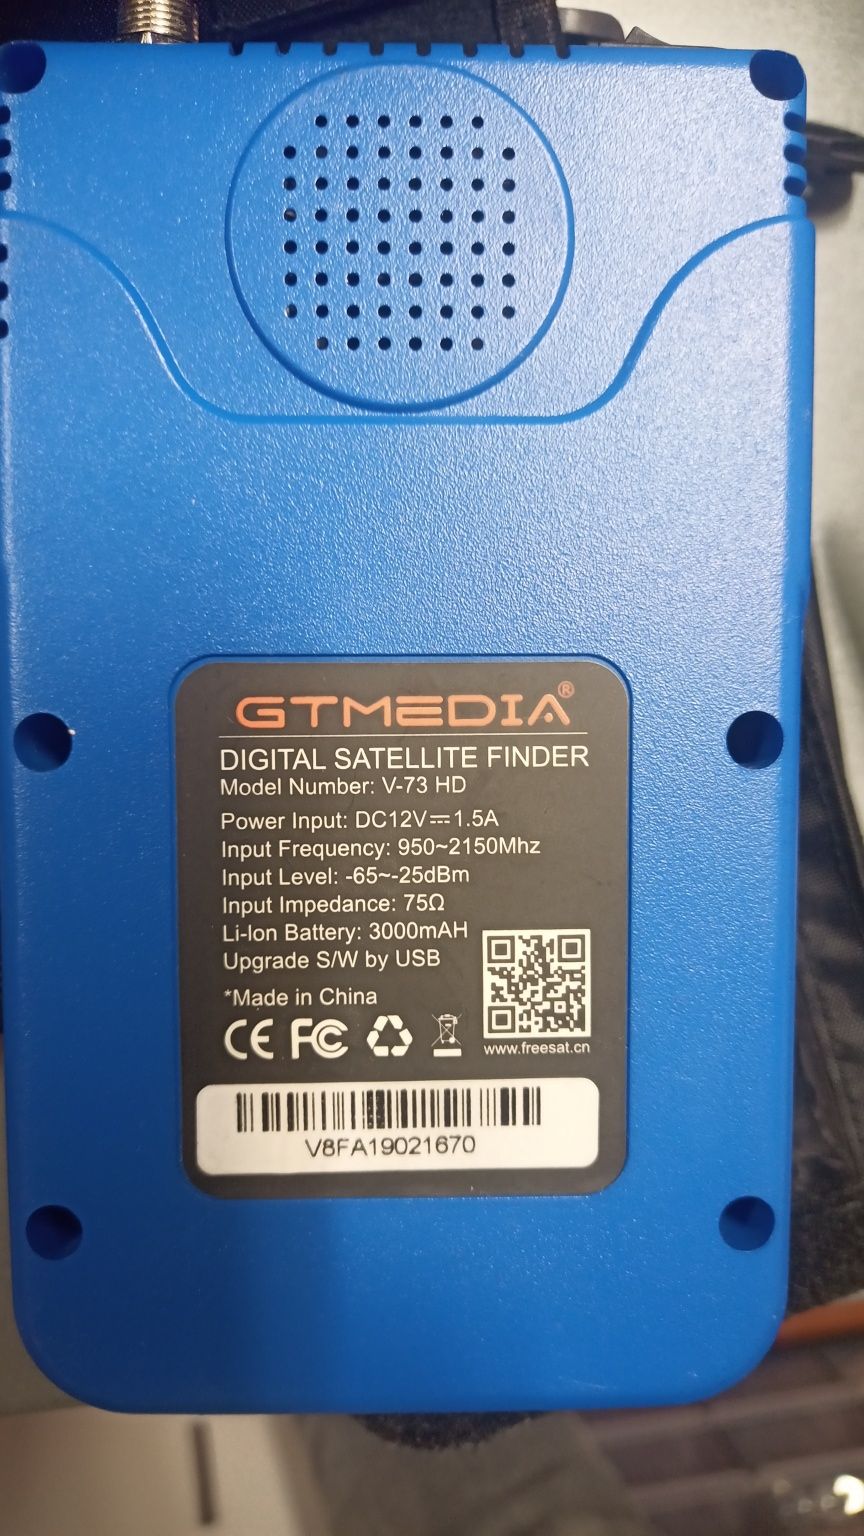 GTMEDIA®
DIGITAL SATELLITE FINDER
Model Number: V-73 HD
Power Input: DC12V⎓1.5A
Input Frequency: 950~2150Mhz
Input Level: -65~-25dBm
Input Impedance: 75Ω
Li-Ion Battery: 3000mAH
Upgrade S/W by USB
*Made in China
CE FC
www.freesat.cn
V8FA19021670